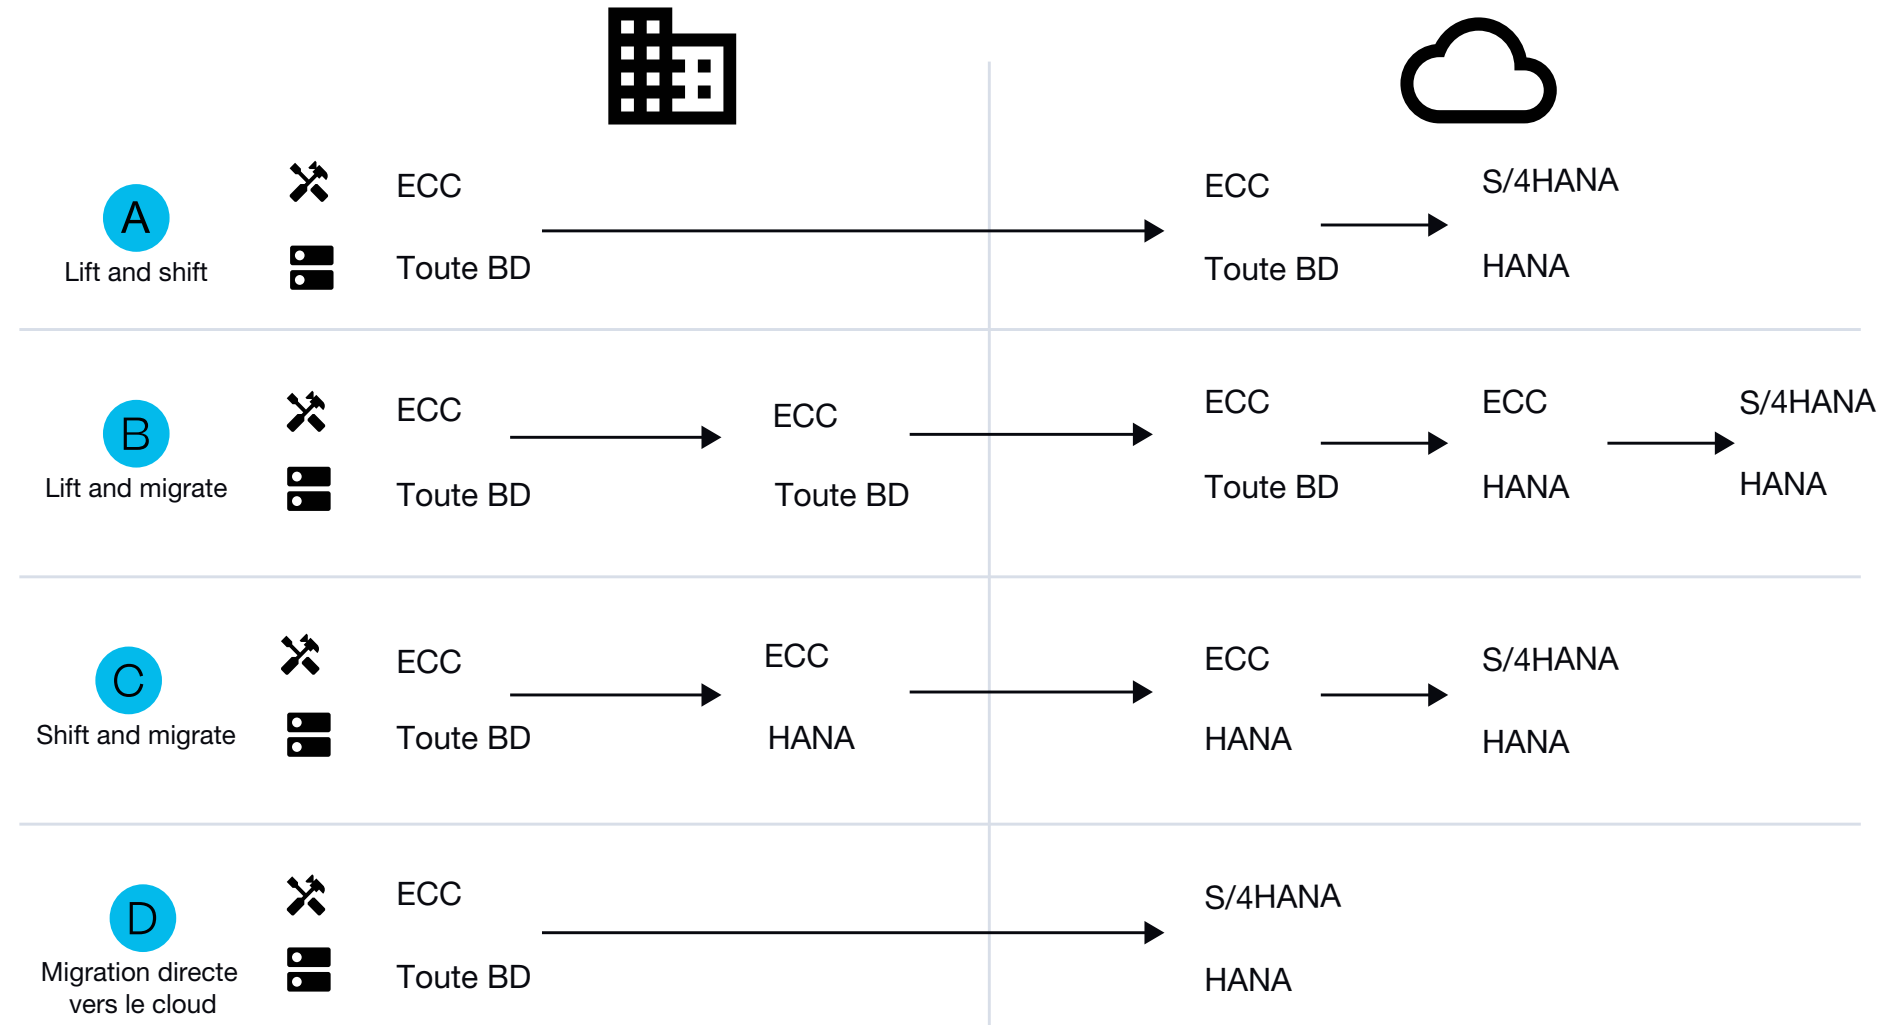 A
Lift and shift
ECC
Toute BD
ECC
Toute BD
S/4HANA
HANA
B
Lift and migrate
ECC
Toute BD
ECC
Toute BD
ECC
Toute BD
ECC
HANA
S/4HANA
HANA
C
Shift and migrate
ECC
Toute BD
ECC
HANA
ECC
HANA
S/4HANA
HANA
D
Migration directe
vers le cloud
ECC
Toute BD
S/4HANA
HANA